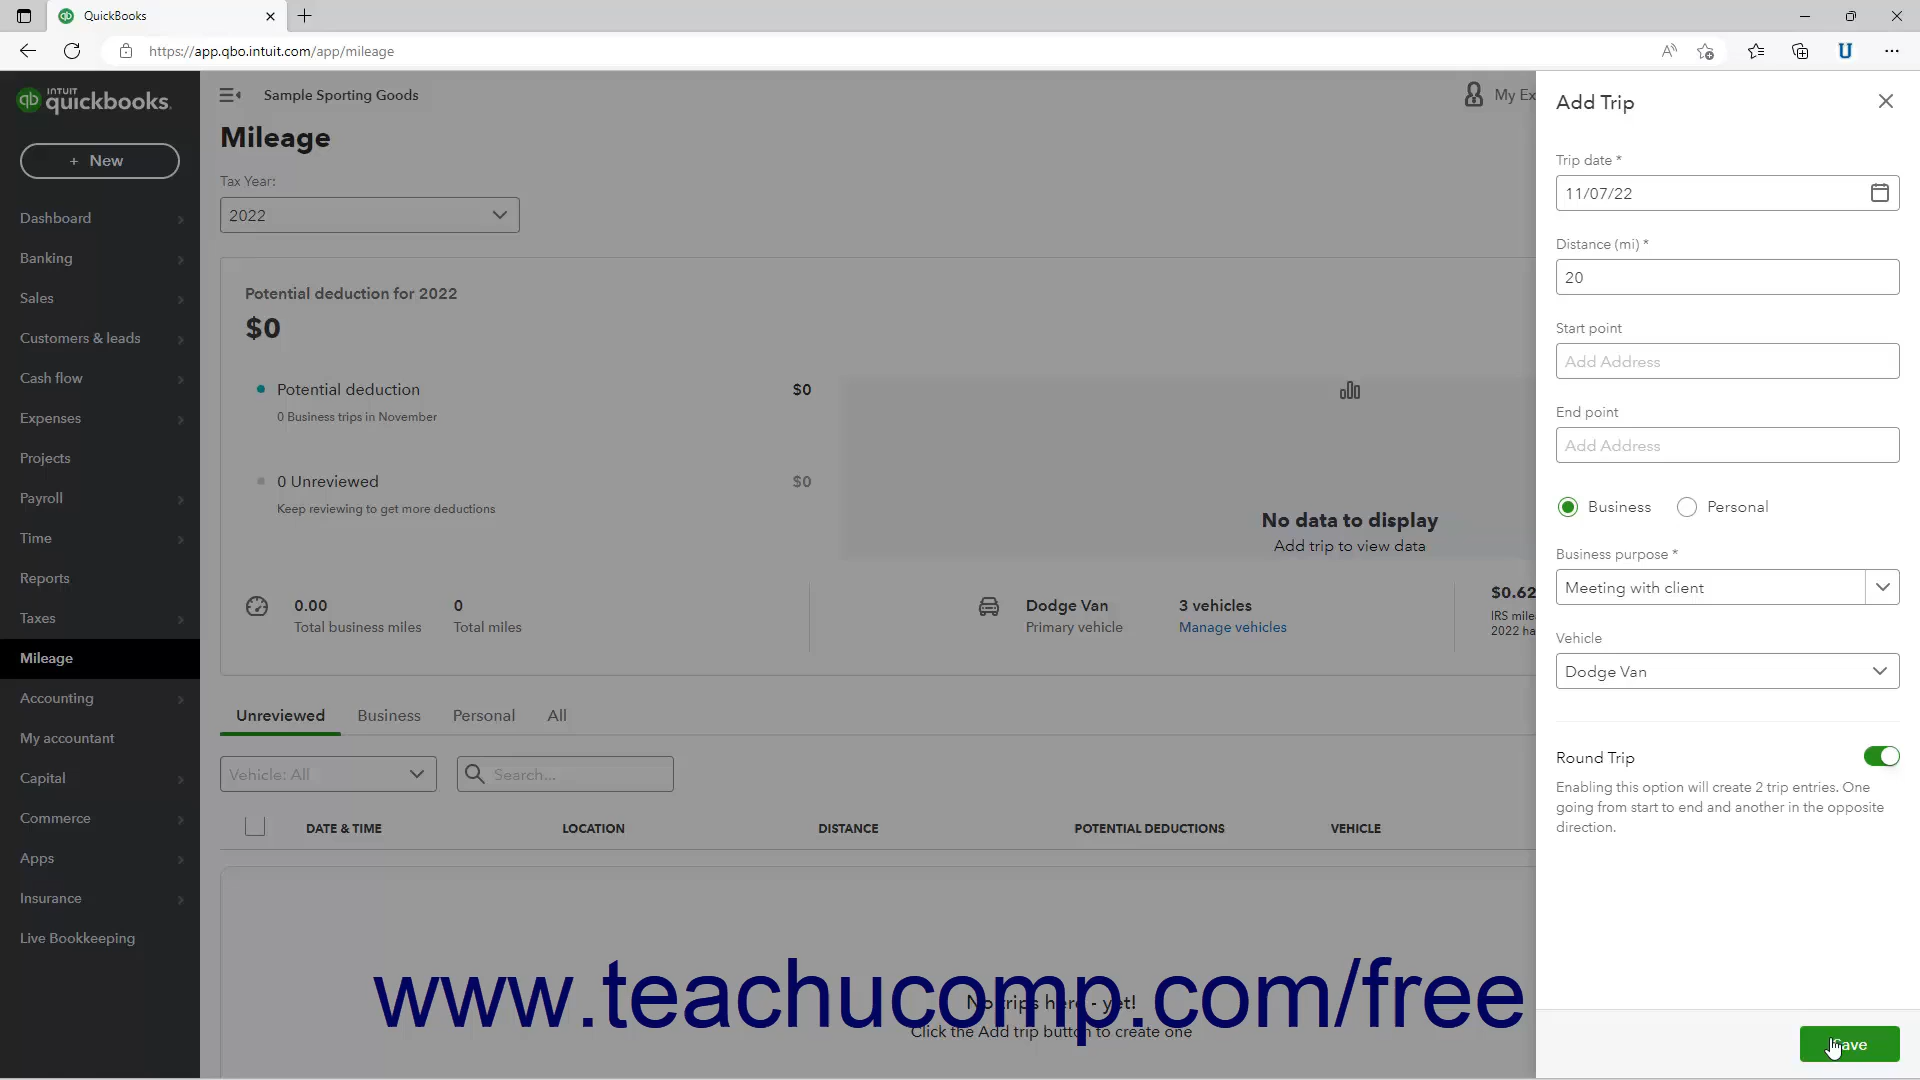 QuickBooks
https://app.qbo.intuit.com/app/mileage
INTUIT
quickbooks.
+ New
Dashboard
Banking
Sales
Customers & leads
Cash flow
Expenses
Projects
Payroll
Time
Reports
Taxes
Mileage
Accounting
My accountant
Capital
Commerce
Apps
Insurance
Live Bookkeeping
Sample Sporting Goods
My Ex
Mileage
Tax Year:
2022
Potential deduction for 2022
$0
Potential deduction $0
0 Business trips in November
0 Unreviewed $0
Keep reviewing to get more deductions
No data to display
Add trip to view data
0.00
Total business miles
0
Total miles
Dodge Van
Primary vehicle
3 vehicles
Manage vehicles
$0.62
IRS mile
2022 ha
Unreviewed Business Personal All
Vehicle: All
Search...
DATE & TIME LOCATION DISTANCE POTENTIAL DEDUCTIONS VEHICLE
No trips here - yet!
Click the Add trip button to create one
www.teachucomp.com/free
Add Trip
Trip date *
11/07/22
Distance (mi) *
20
Start point
Add Address
End point
Add Address
Business Personal
Business purpose *
Meeting with client
Vehicle
Dodge Van
Round Trip
Enabling this option will create 2 trip entries. One
going from start to end and another in the opposite
direction.
Save